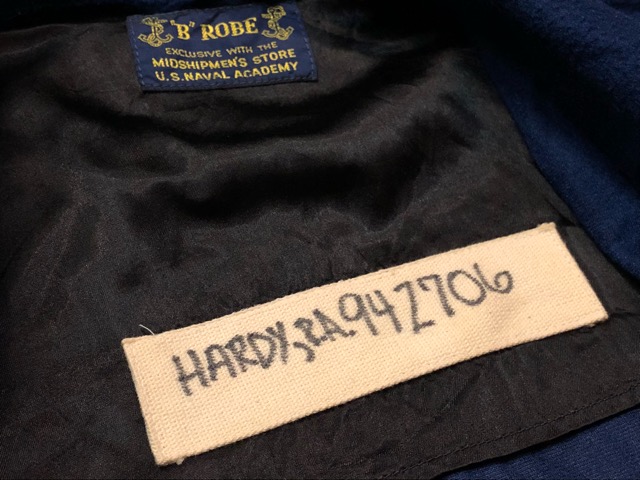 "B" ROBE
EXCLUSIVE WITH THE
MIDSHIPMEN'S STORE
U.S. NAVAL ACADEMY
HARDY, R.A. 942706